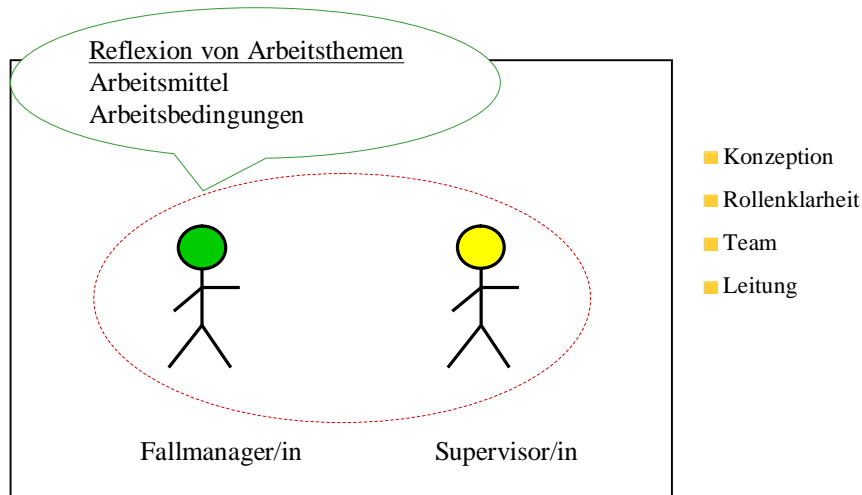 Reflexion von Arbeitsthemen
Arbeitsmittel
Arbeitsbedingungen
Konzeption
Rollenklarheit
Team
Leitung
Fallmanager/in
Supervisor/in